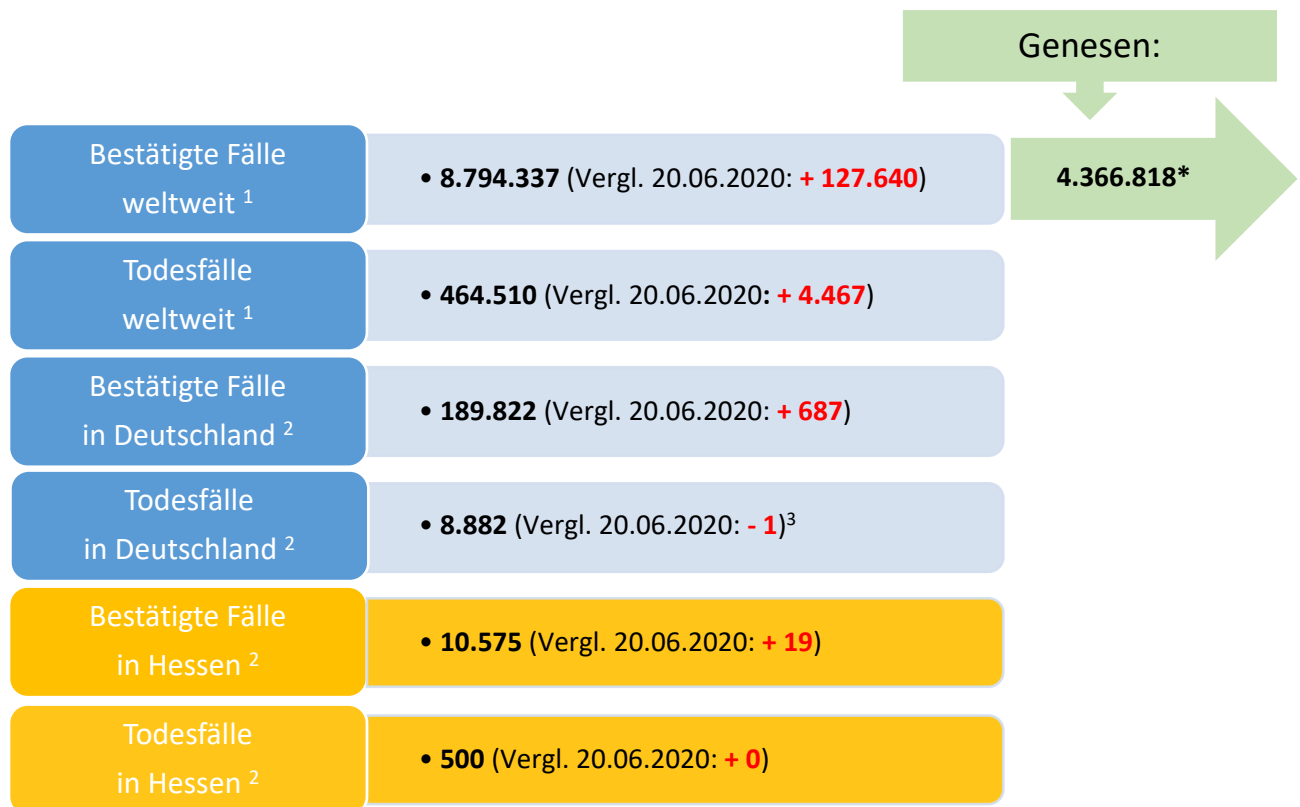 Genesen:
Bestätigte Fälle
weltweit ¹
• 8.794.337 (Vergl. 20.06.2020: + 127.640)
4.366.818*
Todesfälle
weltweit ¹
• 464.510 (Vergl. 20.06.2020: + 4.467)
Bestätigte Fälle
in Deutschland ²
• 189.822 (Vergl. 20.06.2020: + 687)
Todesfälle
in Deutschland ²
• 8.882 (Vergl. 20.06.2020: - 1)³
Bestätigte Fälle
in Hessen ²
• 10.575 (Vergl. 20.06.2020: + 19)
Todesfälle
in Hessen ²
• 500 (Vergl. 20.06.2020: + 0)